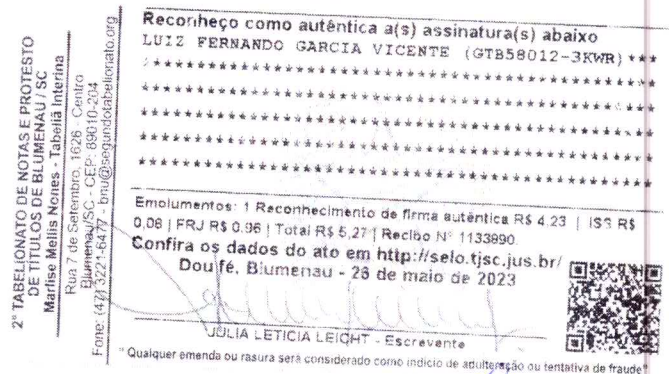 2º TABELIONATO DE NOTAS E PROTESTO
DE TÍTULOS DE BLUMENAU / SC
Marlise Mellis Nones - Tabeliã Interina
Rua 7 de Setembro, 1626 - Centro
Blumenau/SC - CEP: 89010-204
Fone: (47) 3221-6477 - bnu@segundotabelionato.org
Reconheço como autêntica a(s) assinatura(s) abaixo
LUIZ FERNANDO GARCIA VICENTE (GTB58012-3KWR)***
Emolumentos: 1 Reconhecimento de firma autêntica R$ 4,23 | ISS R$
0,08 | FRJ R$ 0,96 | Total R$ 5,27 | Recibo Nº 1133890
Confira os dados do ato em http://selo.tjsc.jus.br/
Dou fé, Blumenau - 26 de maio de 2023
JÚLIA LETICIA LEICHT - Escrevente
" Qualquer emenda ou rasura será considerado como indício de adulteração ou tentativa de fraude"